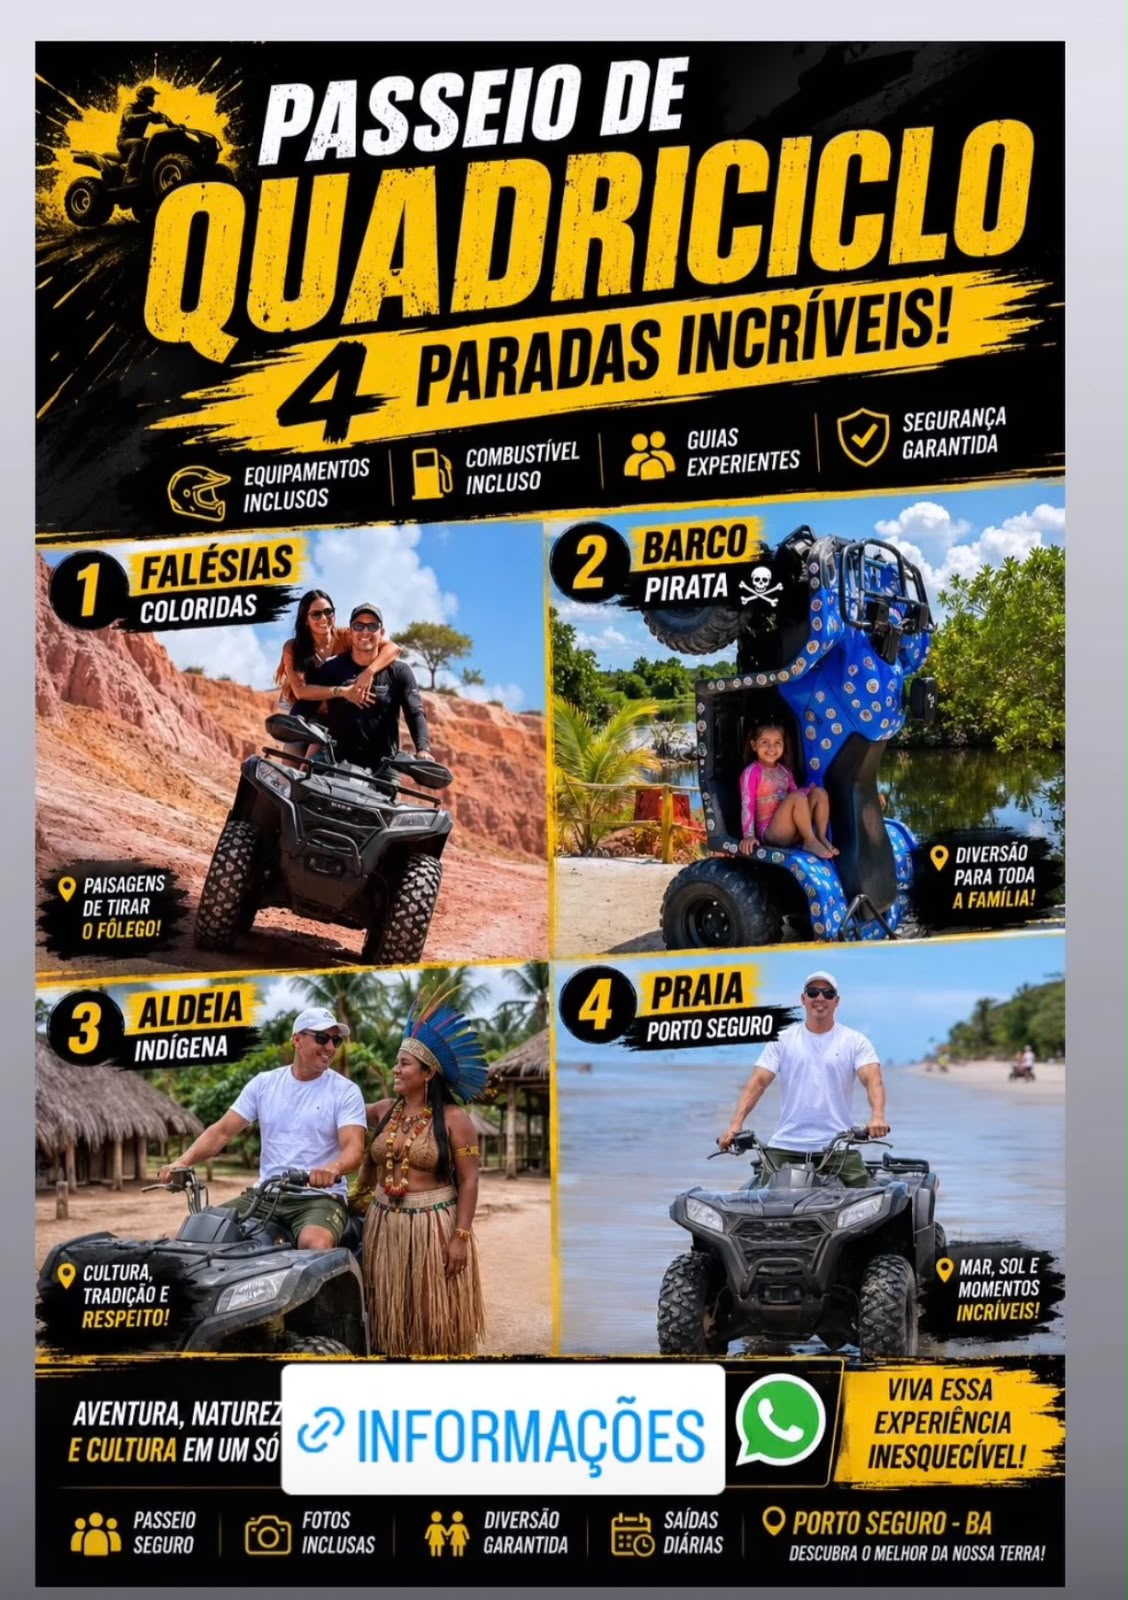 PASSEIO DE
QUADRICICLO
4 PARADAS INCRÍVEIS!
EQUIPAMENTOS
INCLUSOS
COMBUSTÍVEL
INCLUSO
GUIAS
EXPERIENTES
SEGURANÇA
GARANTIDA
1 FALÉSIAS
COLORIDAS
PAISAGENS
DE TIRAR
O FÔLEGO!
2 BARCO
PIRATA
DIVERSÃO
PARA TODA
A FAMÍLIA!
3 ALDEIA
INDÍGENA
CULTURA,
TRADIÇÃO E
RESPEITO!
4 PRAIA
PORTO SEGURO
MAR, SOL E
MOMENTOS
INCRÍVEIS!
AVENTURA, NATUREZ
E CULTURA EM UM SÓ
INFORMAÇÕES
VIVA ESSA
EXPERIÊNCIA
INESQUECÍVEL!
PASSEIO
SEGURO
FOTOS
INCLUSAS
DIVERSÃO
GARANTIDA
SAÍDAS
DIÁRIAS
PORTO SEGURO - BA
DESCUBRA O MELHOR DA NOSSA TERRA!